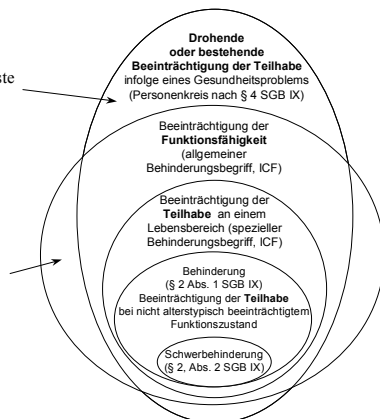 Drohende
oder bestehende
Beeinträchtigung der Teilhabe
infolge eines Gesundheitsproblems
(Personenkreis nach § 4 SGB IX)
Beeinträchtigung der
Funktionsfähigkeit
(allgemeiner
Behinderungsbegriff, ICF)
Beeinträchtigung der
Teilhabe an einem
Lebensbereich (spezieller
Behinderungsbegriff, ICF)
Behinderung
(§ 2 Abs. 1 SGB IX)
Beeinträchtigung der Teilhabe
bei nicht alterstypisch beeinträchtigtem
Funktionszustand
Schwerbehinderung
(§ 2, Abs. 2 SGB IX)